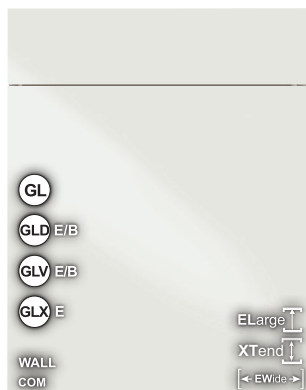 GL
GLD E/B
GLV E/B
GLX E
ELarge
XTend
WALL
EWide
COM